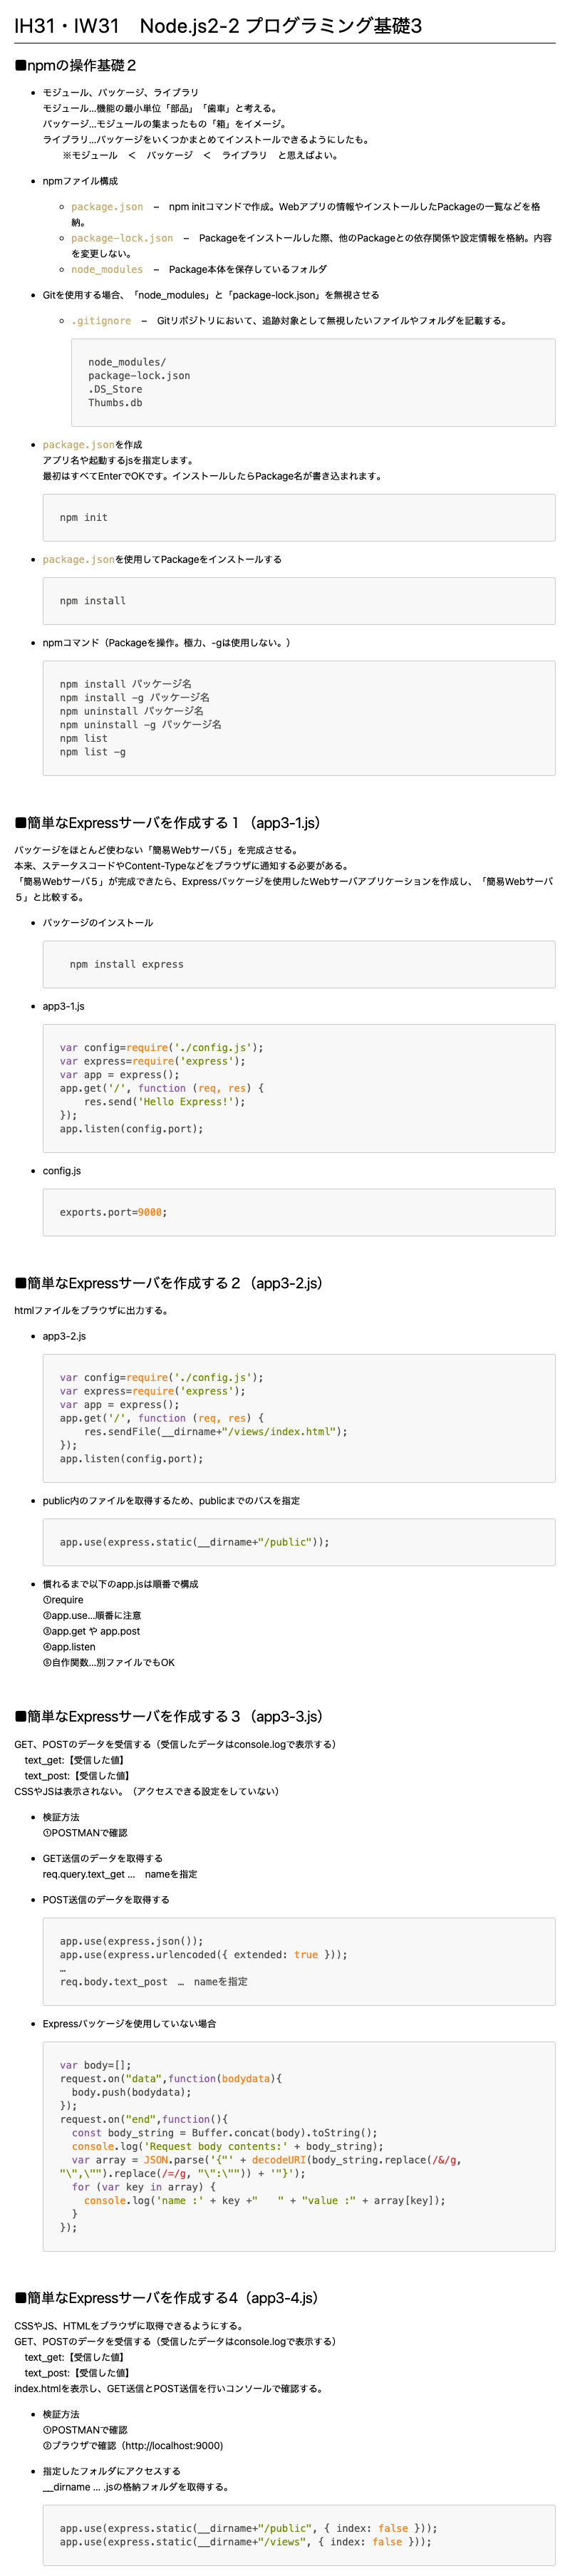 IH31・IW31　Node.js2-2 プログラミング基礎3
■npmの操作基礎２
モジュール、パッケージ、ライブラリ
モジュール…機能の最小単位「部品」「歯車」と考える。
パッケージ…モジュールの集まったもの「箱」をイメージ。
ライブラリ…パッケージをいくつかまとめてインストールできるようにしたも。
※モジュール　＜　パッケージ　＜　ライブラリ　と思えばよい。
npmファイル構成
package.json　–　npm initコマンドで作成。Webアプリの情報やインストールしたPackageの一覧などを格
納。
package-lock.json　–　Packageをインストールした際、他のPackageとの依存関係や設定情報を格納。内容
を変更しない。
node_modules　–　Package本体を保存しているフォルダ
Gitを使用する場合、「node_modules」と「package-lock.json」を無視させる
.gitignore　–　Gitリポジトリにおいて、追跡対象として無視したいファイルやフォルダを記載する。
node_modules/
package-lock.json
.DS_Store
Thumbs.db
package.jsonを作成
アプリ名や起動するjsを指定します。
最初はすべてEnterでOKです。インストールしたらPackage名が書き込まれます。
npm init
package.jsonを使用してPackageをインストールする
npm install
npmコマンド（Packageを操作。極力、-gは使用しない。）
npm install パッケージ名
npm install -g パッケージ名
npm uninstall パッケージ名
npm uninstall -g パッケージ名
npm list
npm list -g
■簡単なExpressサーバを作成する１（app3-1.js）
パッケージをほとんど使わない「簡易Webサーバ５」を完成させる。
本来、ステータスコードやContent-Typeなどをブラウザに通知する必要がある。
「簡易Webサーバ５」が完成できたら、Expressパッケージを使用したWebサーバアプリケーションを作成し、「簡易Webサーバ
５」と比較する。
パッケージのインストール
npm install express
app3-1.js
var config=require('./config.js');
var express=require('express');
var app = express();
app.get('/', function (req, res) {
    res.send('Hello Express!');
});
app.listen(config.port);
config.js
exports.port=9000;
■簡単なExpressサーバを作成する２（app3-2.js）
htmlファイルをブラウザに出力する。
app3-2.js
var config=require('./config.js');
var express=require('express');
var app = express();
app.get('/', function (req, res) {
    res.sendFile(__dirname+"/views/index.html");
});
app.listen(config.port);
public内のファイルを取得するため、publicまでのパスを指定
app.use(express.static(__dirname+"/public"));
慣れるまで以下のapp.jsは順番で構成
①require
②app.use…順番に注意
③app.get や app.post
④app.listen
⑤自作関数…別ファイルでもOK
■簡単なExpressサーバを作成する３（app3-3.js）
GET、POSTのデータを受信する（受信したデータはconsole.logで表示する）
text_get:【受信した値】
text_post:【受信した値】
CSSやJSは表示されない。（アクセスできる設定をしていない）
検証方法
①POSTMANで確認
GET送信のデータを取得する
req.query.text_get …　nameを指定
POST送信のデータを取得する
app.use(express.json());
app.use(express.urlencoded({ extended: true }));
…
req.body.text_post　…　nameを指定
Expressパッケージを使用していない場合
var body=[];
request.on("data",function(bodydata){
  body.push(bodydata);
});
request.on("end",function(){
  const body_string = Buffer.concat(body).toString();
  console.log('Request body contents:' + body_string);
  var array = JSON.parse('{"' + decodeURI(body_string.replace(/&/g,
"\",\"").replace(/=/g, "\":\"")) + '"}');
  for (var key in array) {
    console.log('name :' + key +"   " + "value :" + array[key]);
  }
});
■簡単なExpressサーバを作成する4（app3-4.js）
CSSやJS、HTMLをブラウザに取得できるようにする。
GET、POSTのデータを受信する（受信したデータはconsole.logで表示する）
text_get:【受信した値】
text_post:【受信した値】
index.htmlを表示し、GET送信とPOST送信を行いコンソールで確認する。
検証方法
①POSTMANで確認
②ブラウザで確認（http://localhost:9000）
指定したフォルダにアクセスする
__dirname … .jsの格納フォルダを取得する。
app.use(express.static(__dirname+"/public", { index: false }));
app.use(express.static(__dirname+"/views", { index: false }));